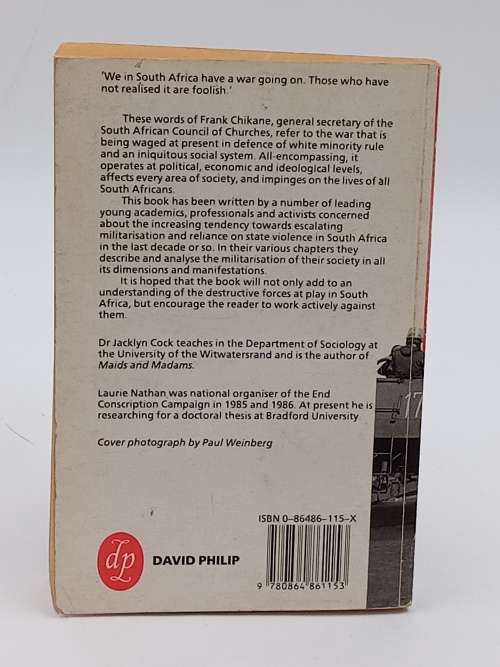 'We in South Africa have a war going on. Those who have
not realised it are foolish.'
These words of Frank Chikane, general secretary of the
South African Council of Churches, refer to the war that is
being waged at present in defence of white minority rule
and an iniquitous social system. All-encompassing, it
operates at political, economic and ideological levels,
affects every area of society, and impinges on the lives of all
South Africans.
This book has been written by a number of leading
young academics, professionals and activists concerned
about the increasing tendency towards escalating
militarisation and reliance on state violence in South Africa
in the last decade or so. In their various chapters they
describe and analyse the militarisation of their society in all
its dimensions and manifestations.
It is hoped that the book will not only add to an
understanding of the destructive forces at play in South
Africa, but encourage the reader to work actively against
them.
Dr Jacklyn Cock teaches in the Department of Sociology at
the University of the Witwatersrand and is the author of
Maids and Madams.
Laurie Nathan was national organiser of the End
Conscription Campaign in 1985 and 1986. At present he is
researching for a doctoral thesis at Bradford University.
Cover photograph by Paul Weinberg
17
ISBN 0-86486-115-X
dp
DAVID PHILIP
9 780864 861153